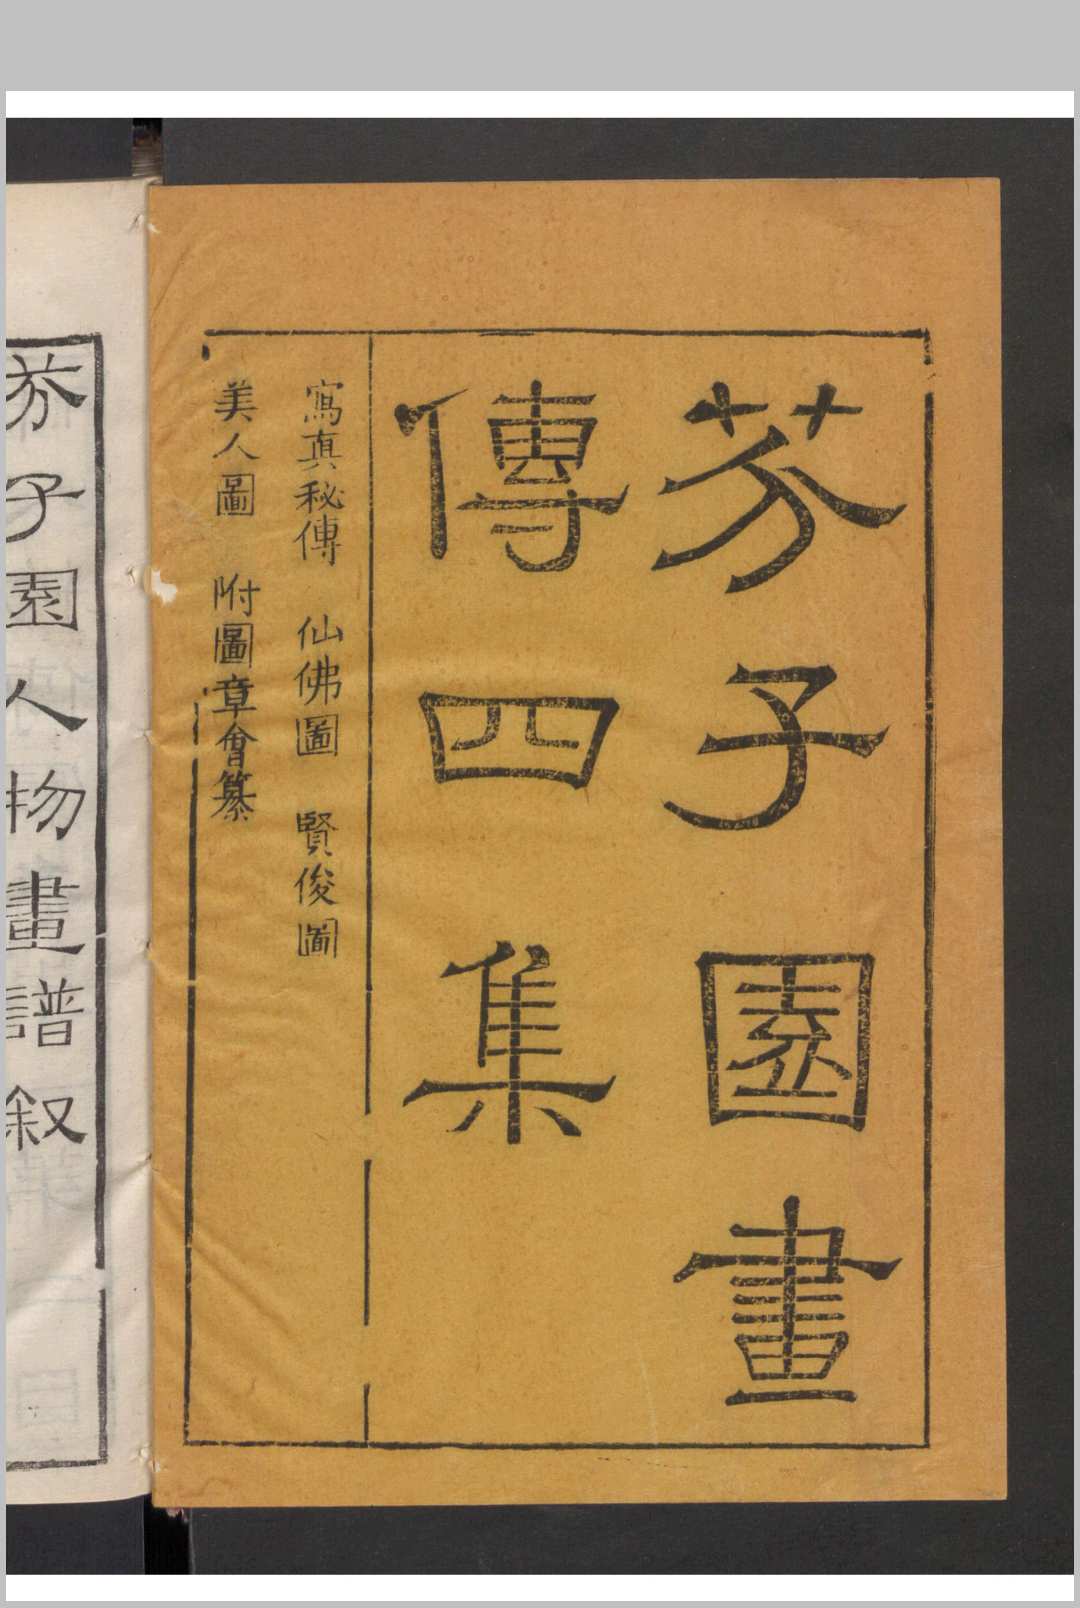 芥子園畫
傳四集
寫真秘傳　仙佛圖　賢俊圖
美人圖　附圖章會纂
芥子園人物畫譜叙